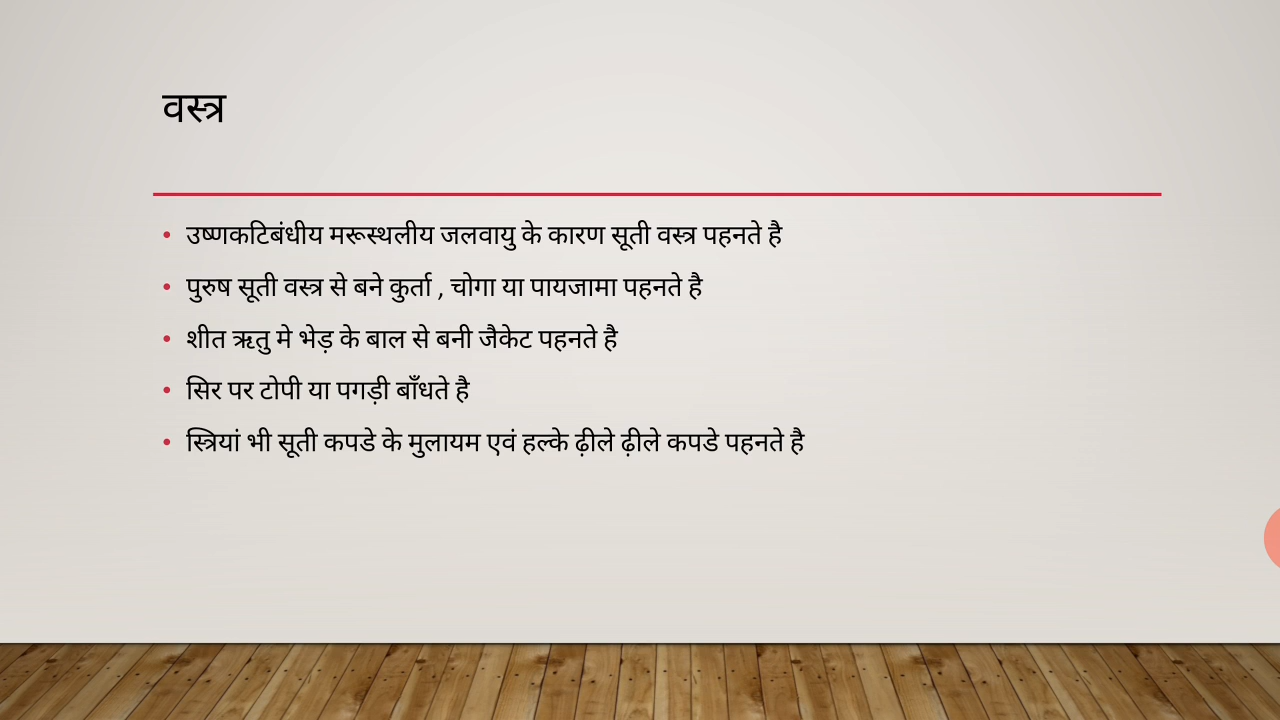 वस्त्र
• उष्णकटिबंधीय मरूस्थलीय जलवायु के कारण सूती वस्त्र पहनते है
• पुरुष सूती वस्त्र से बने कुर्ता , चोगा या पायजामा पहनते है
• शीत ऋतु मे भेड़ के बाल से बनी जैकेट पहनते है
• सिर पर टोपी या पगड़ी बाँधते है
• स्त्रियां भी सूती कपडे के मुलायम एवं हल्के ढ़ीले ढ़ीले कपडे पहनते है